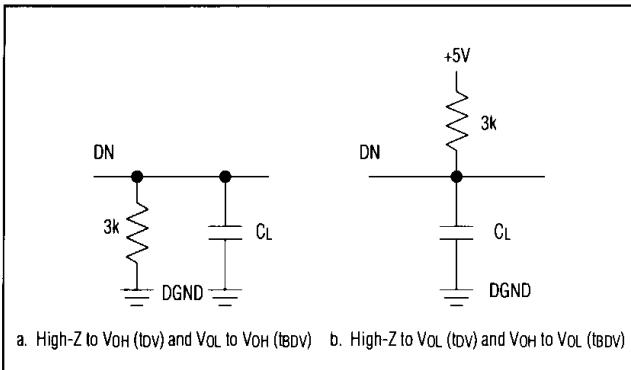 +5V
3k
DN
DN
3k
CL
CL
DGND
DGND
a. High-Z to VOH (tDV) and VOL to VOH (tBDV)
b. High-Z to VOL (tDV) and VOH to VOL (tBDV)